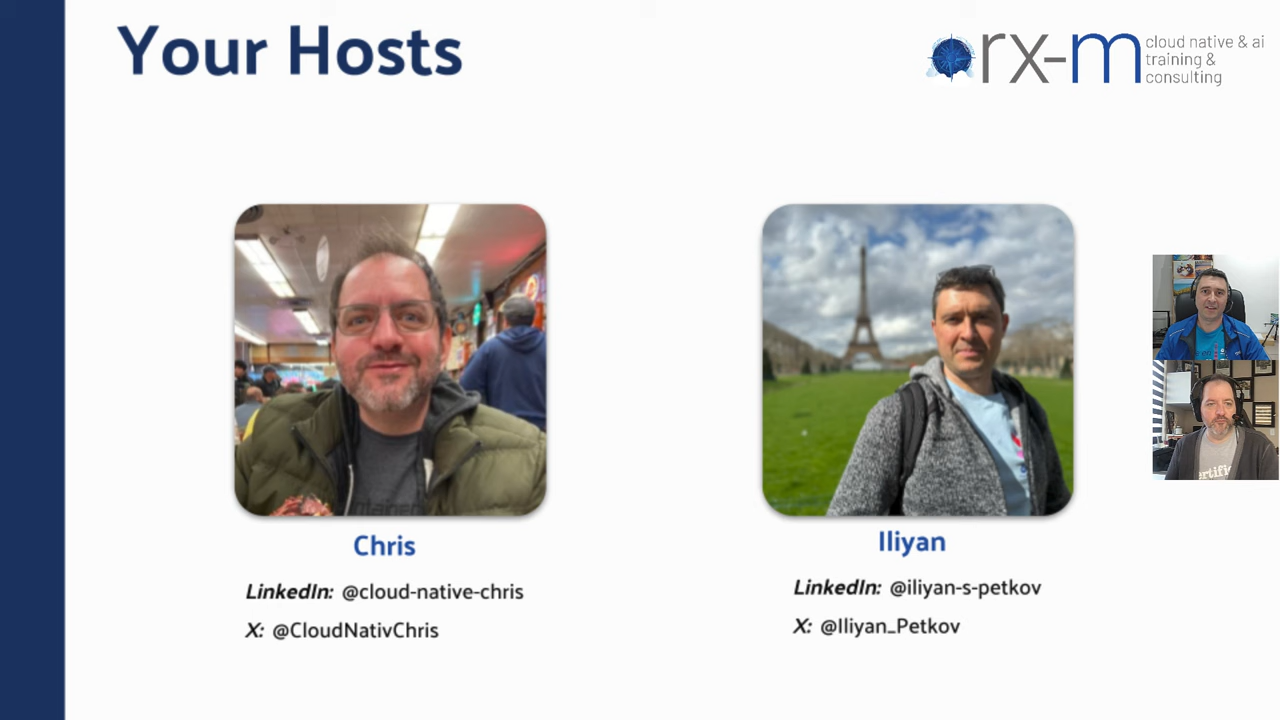 Your Hosts
rx-m
cloud native & ai
training &
consulting
Chris
LinkedIn: @cloud-native-chris
X: @CloudNativChris
Iliyan
LinkedIn: @iliyan-s-petkov
X: @Iliyan_Petkov
ertific